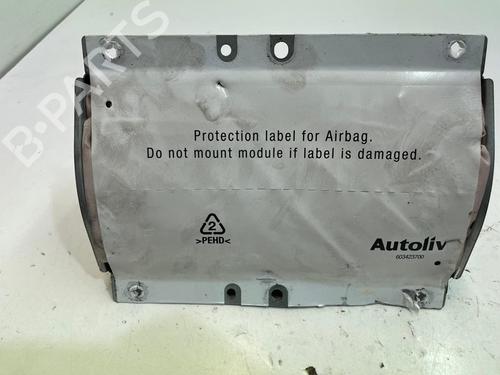 B-PARTS
Protection label for Airbag.
Do not mount module if label is damaged.
2
>PEHD<
Autoliv
603423700